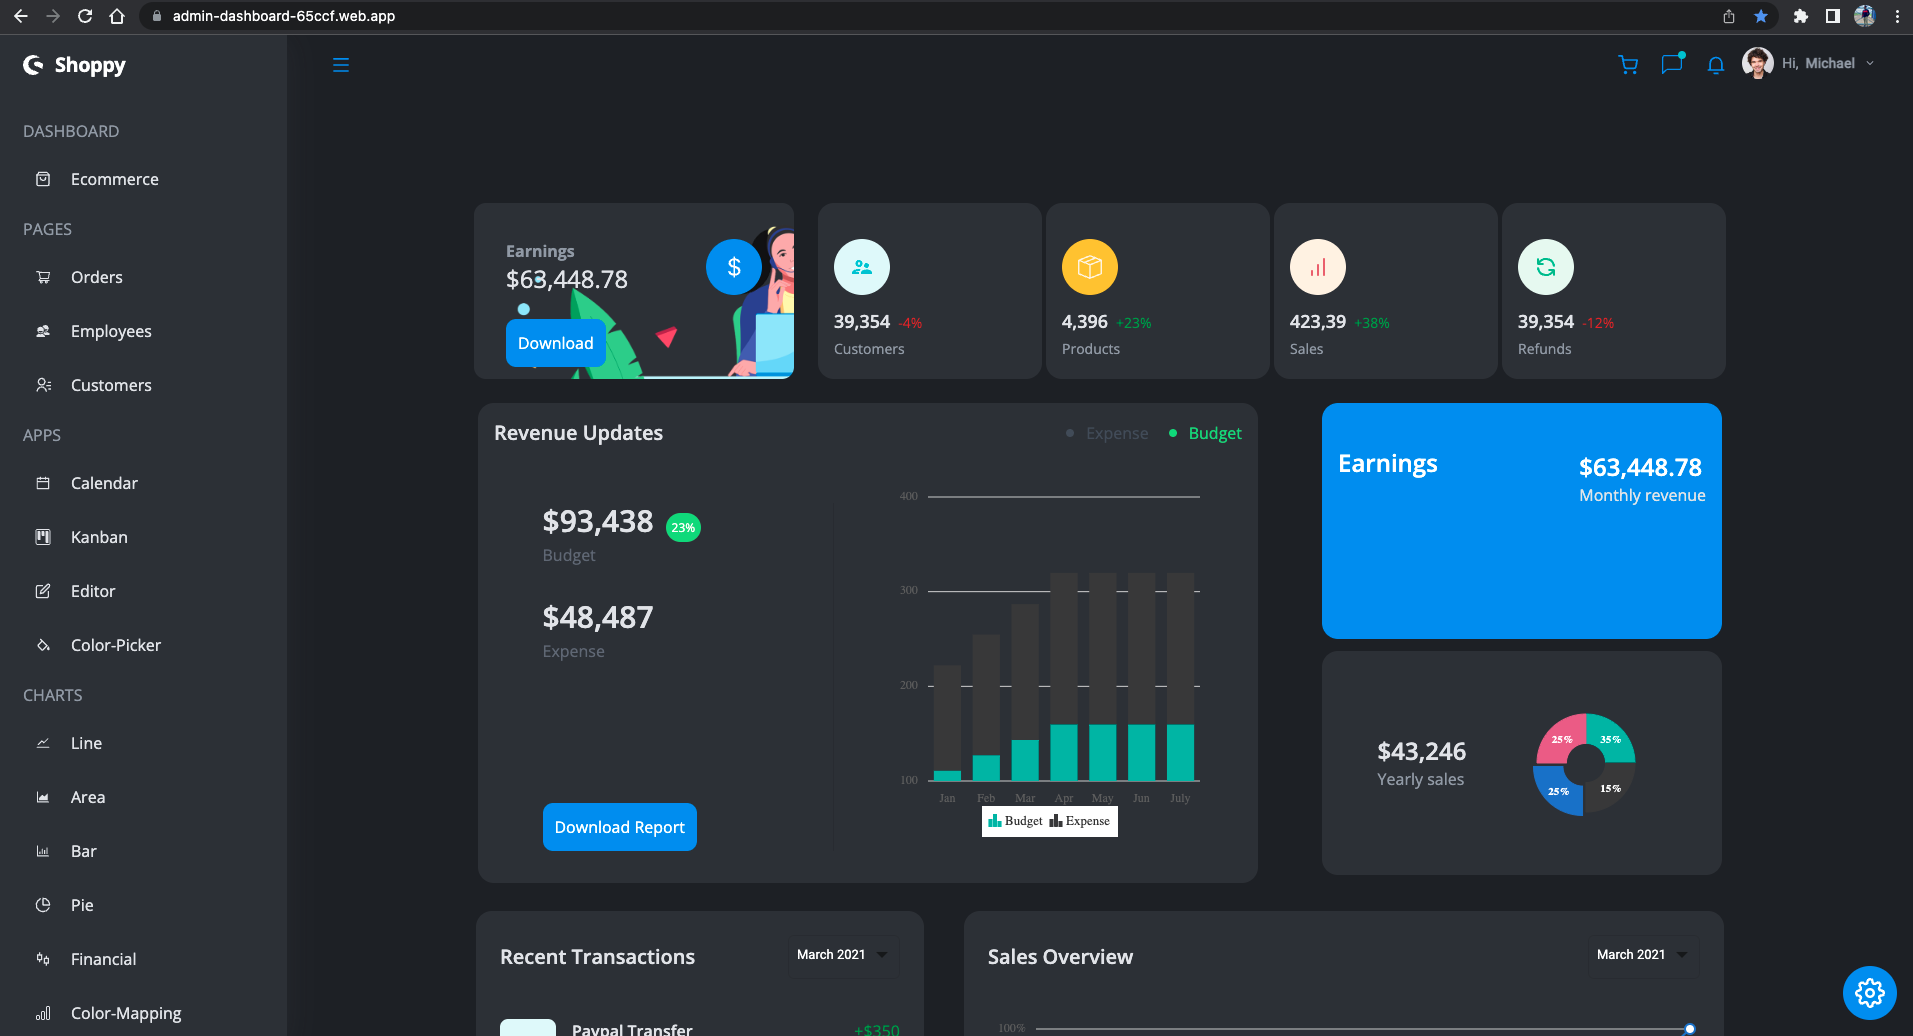 admin-dashboard-65ccf.web.app
Shoppy
Hi, Michael
DASHBOARD
Ecommerce
PAGES
Orders
Employees
Customers
APPS
Calendar
Kanban
Editor
Color-Picker
CHARTS
Line
Area
Bar
Pie
Financial
Color-Mapping
Earnings
$63,448.78
$
Download
39,354 -4%
Customers
4,396 +23%
Products
423,39 +38%
Sales
39,354 -12%
Refunds
Revenue Updates
Expense
Budget
$93,438 23%
Budget
$48,487
Expense
Download Report
400
300
200
100
Jan Feb Mar Apr May Jun July
Budget Expense
Earnings
$63,448.78
Monthly revenue
$43,246
Yearly sales
25% 35%
25% 15%
Recent Transactions
March 2021
Paypal Transfer
+$350
Sales Overview
March 2021
100%